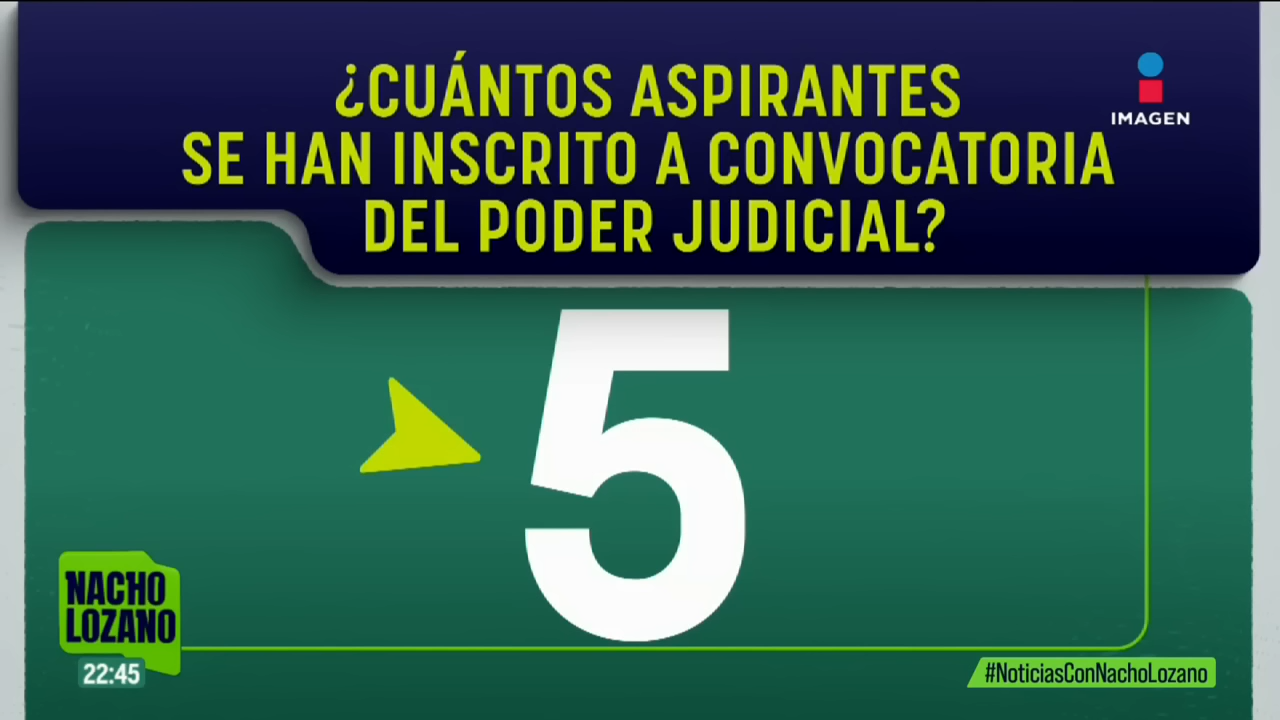 ¿CUÁNTOS ASPIRANTES
SE HAN INSCRITO A CONVOCATORIA
DEL PODER JUDICIAL?
IMAGEN
5
NACHO
LOZANO
22:45
#NoticiasConNachoLozano